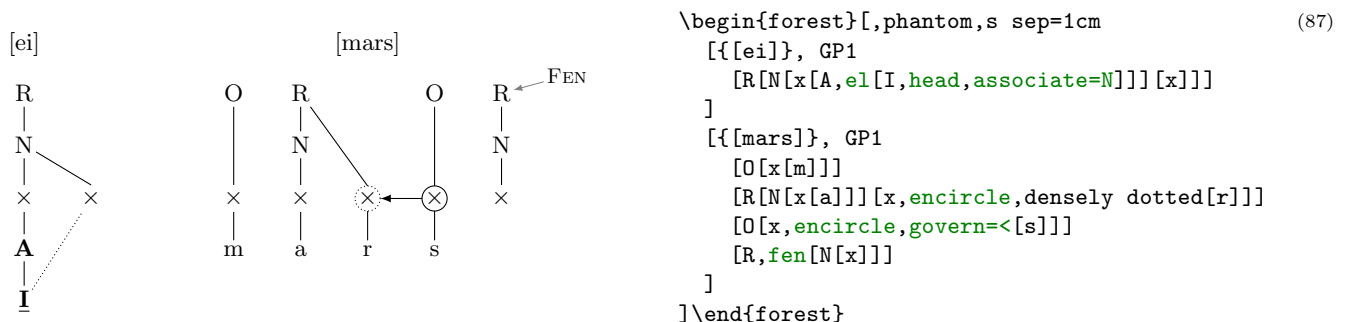 [ei]
[mars]
R
O
R
O
R
FEN
N
N
N
×
×
×
×
×
×
×
A
m
a
r
s
I
\begin{forest}[,phantom,s sep=1cm
(87)
[{[ei]}, GP1
[R[N[x[A,el[I,head,associate=N]]][x]]]
]
[{[mars]}, GP1
[O[x[m]]]
[R[N[x[a]]][x,encircle,densely dotted[r]]]
[O[x,encircle,govern=<[s]]]
[R,fen[N[x]]]
]
]\end{forest}